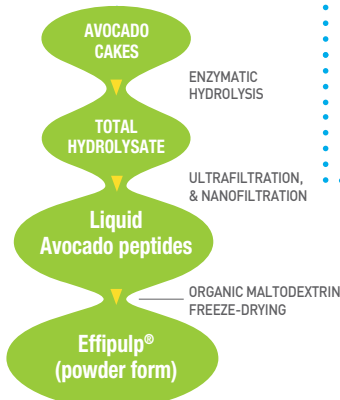 AVOCADO
CAKES
ENZYMATIC
HYDROLYSIS
TOTAL
HYDROLYSATE
ULTRAFILTRATION,
& NANOFILTRATION
Liquid
Avocado peptides
ORGANIC MALTODEXTRIN
FREEZE-DRYING
Effipulp®
(powder form)